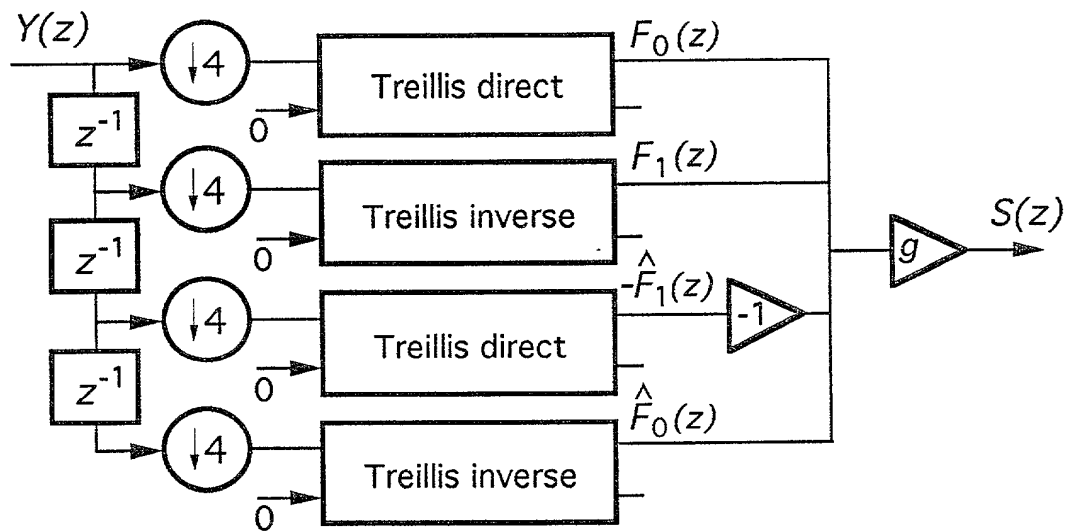 Y(z)
↓4
Treillis direct
F₀(z)
0
z⁻¹
↓4
Treillis inverse
F₁(z)
0
z⁻¹
g
S(z)
↓4
Treillis direct
-F̂₁(z)
-1
0
z⁻¹
↓4
Treillis inverse
F̂₀(z)
0